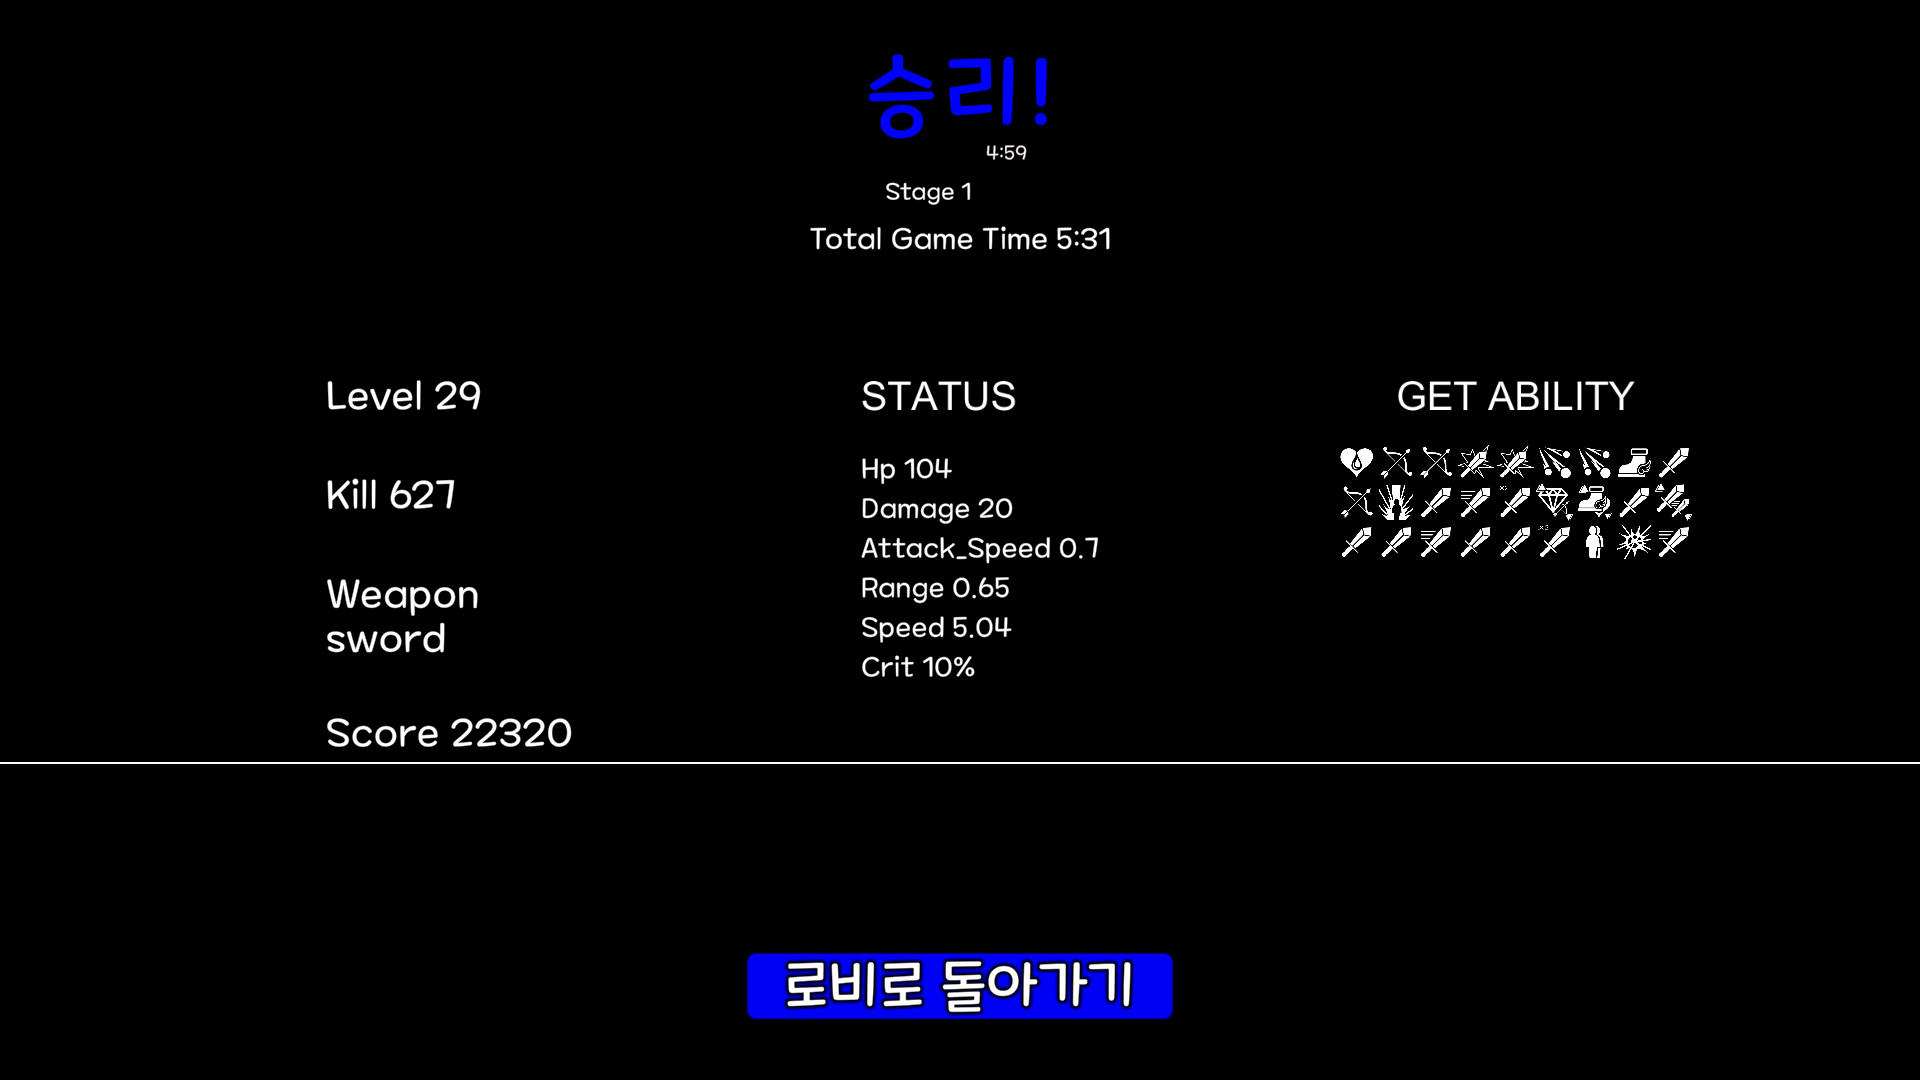 승리!
4:59
Stage 1
Total Game Time 5:31
Level 29
Kill 627
Weapon
sword
Score 22320
STATUS
Hp 104
Damage 20
Attack_Speed 0.7
Range 0.65
Speed 5.04
Crit 10%
GET ABILITY
로비로 돌아가기